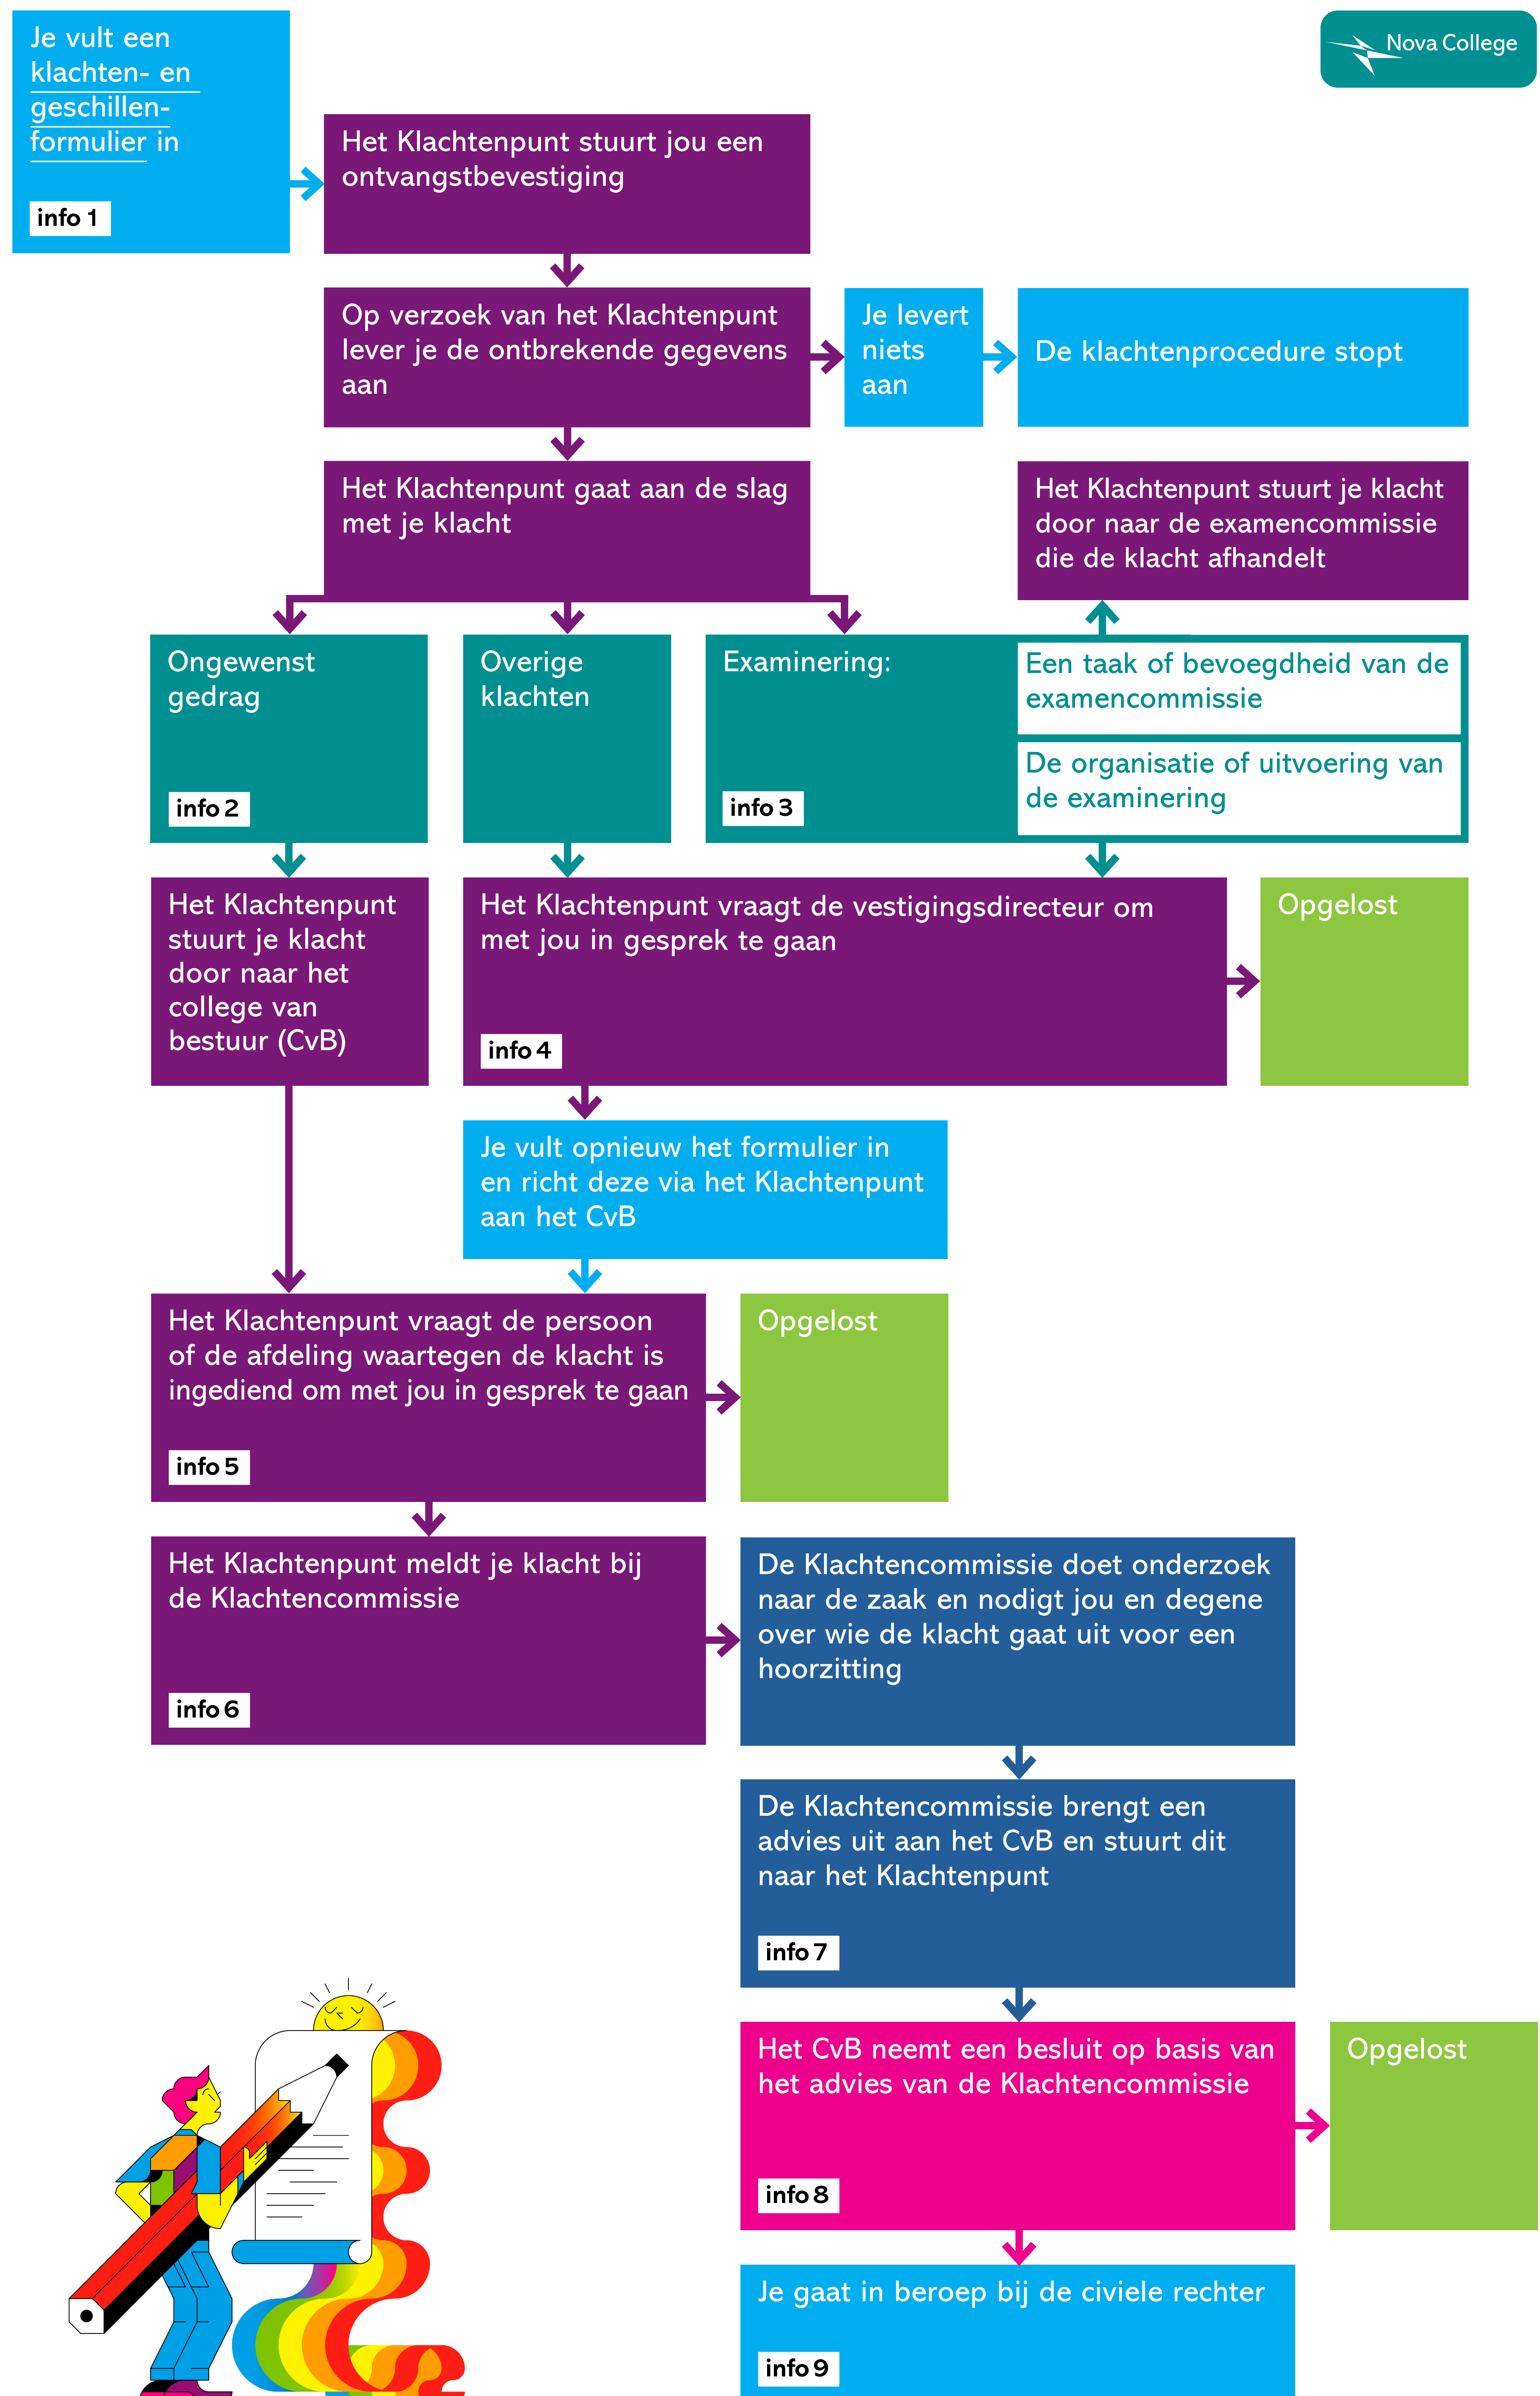 Je vult een
klachten- en
geschillen-
formulier in
info 1
Nova College
Het Klachtenpunt stuurt jou een
ontvangstbevestiging
Op verzoek van het Klachtenpunt
lever je de ontbrekende gegevens
aan
Je levert
niets
aan
De klachtenprocedure stopt
Het Klachtenpunt gaat aan de slag
met je klacht
Het Klachtenpunt stuurt je klacht
door naar de examencommissie
die de klacht afhandelt
Ongewenst
gedrag
info 2
Overige
klachten
Examinering:
info 3
Een taak of bevoegdheid van de
examencommissie
De organisatie of uitvoering van
de examinering
Het Klachtenpunt
stuurt je klacht
door naar het
college van
bestuur (CvB)
Het Klachtenpunt vraagt de vestigingsdirecteur om
met jou in gesprek te gaan
info 4
Opgelost
Je vult opnieuw het formulier in
en richt deze via het Klachtenpunt
aan het CvB
Het Klachtenpunt vraagt de persoon
of de afdeling waartegen de klacht is
ingediend om met jou in gesprek te gaan
info 5
Opgelost
Het Klachtenpunt meldt je klacht bij
de Klachtencommissie
info 6
De Klachtencommissie doet onderzoek
naar de zaak en nodigt jou en degene
over wie de klacht gaat uit voor een
hoorzitting
De Klachtencommissie brengt een
advies uit aan het CvB en stuurt dit
naar het Klachtenpunt
info 7
Het CvB neemt een besluit op basis van
het advies van de Klachtencommissie
info 8
Opgelost
Je gaat in beroep bij de civiele rechter
info 9